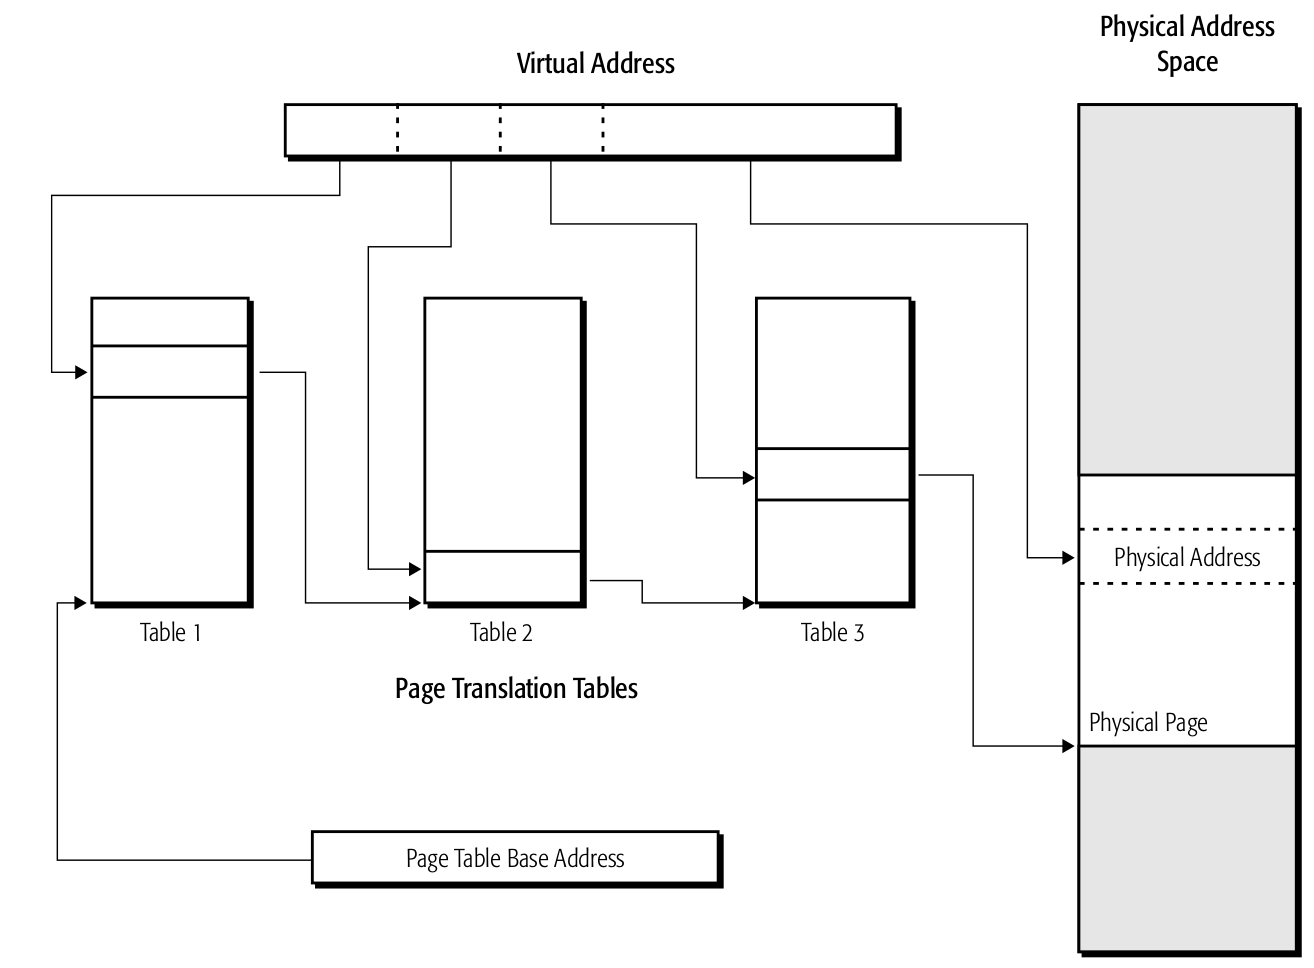 Physical Address
Space
Virtual Address
Physical Address
Table 1
Table 2
Table 3
Page Translation Tables
Physical Page
Page Table Base Address